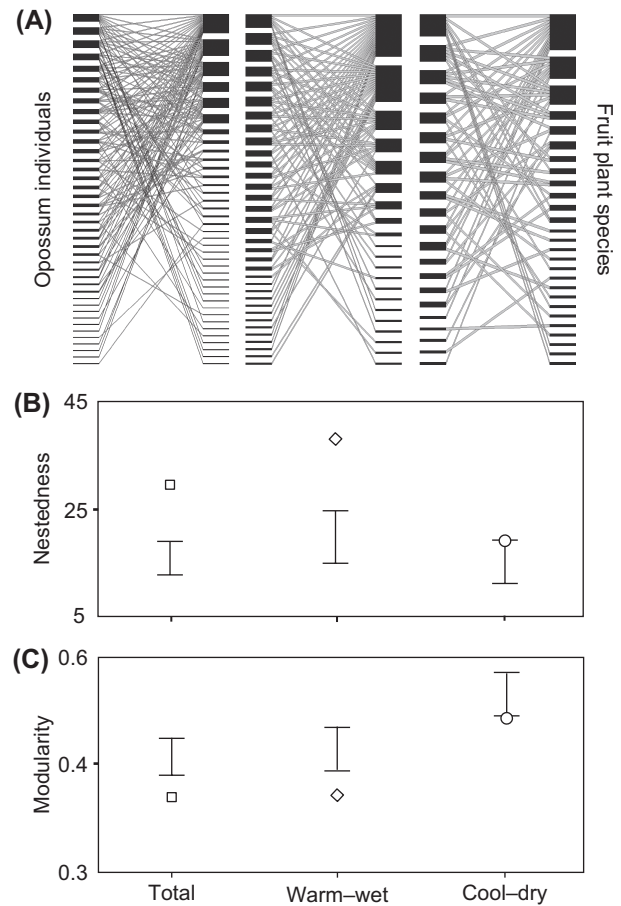 (A)
Opossum individuals
Fruit plant species
(B)
45
25
5
Nestedness
(C)
0.6
0.4
0.3
Modularity
Total
Warm–wet
Cool–dry